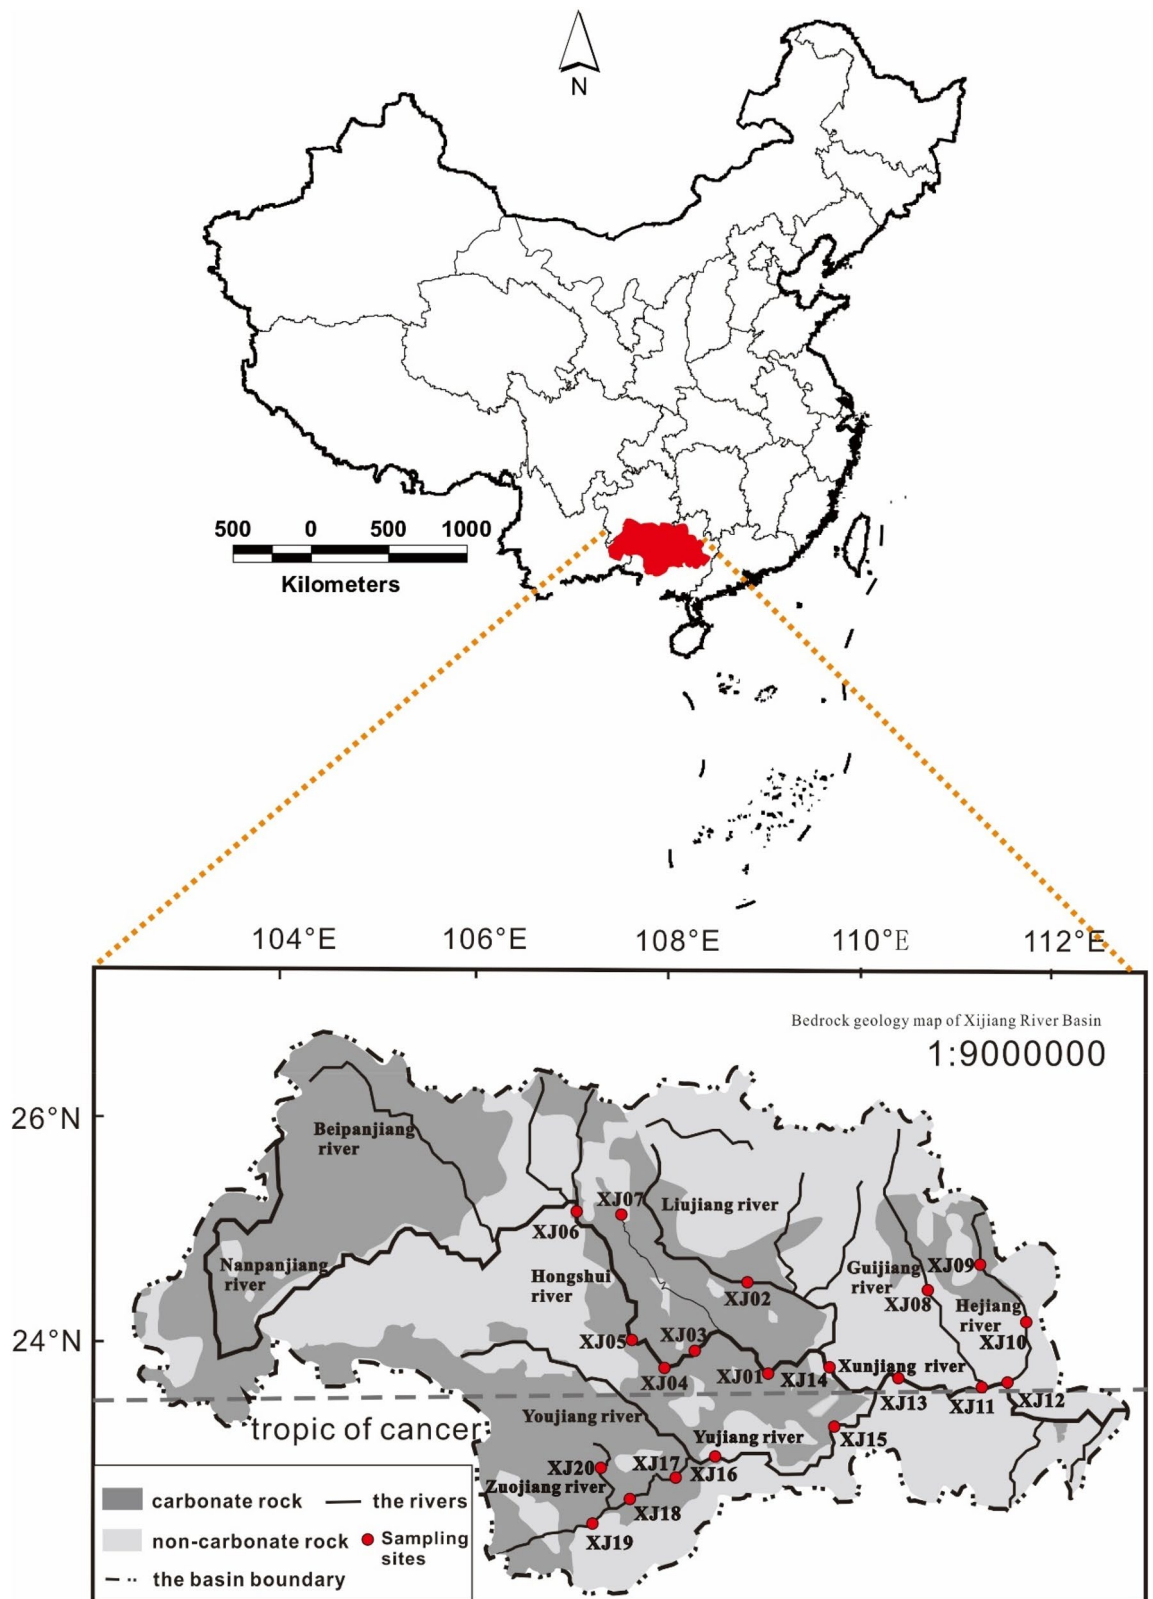 N
500 0 500 1000
Kilometers
104°E 106°E 108°E 110°E 112°E
Bedrock geology map of Xijiang River Basin
1:9000000
26°N
Beipanjiang
river
XJ07
Liujiang river
XJ06
Nanpanjiang
river
Hongshui
river
XJ02
Guijiang
river
XJ09
XJ08
Hejiang
river
24°N
XJ05
XJ03
XJ10
XJ04
XJ01
XJ14
Xunjiang river
XJ13
XJ11
XJ12
tropic of cancer
Youjiang river
Yujiang river
XJ15
XJ20
XJ17
XJ16
Zuojiang river
XJ18
XJ19
carbonate rock
the rivers
non-carbonate rock
Sampling
sites
the basin boundary